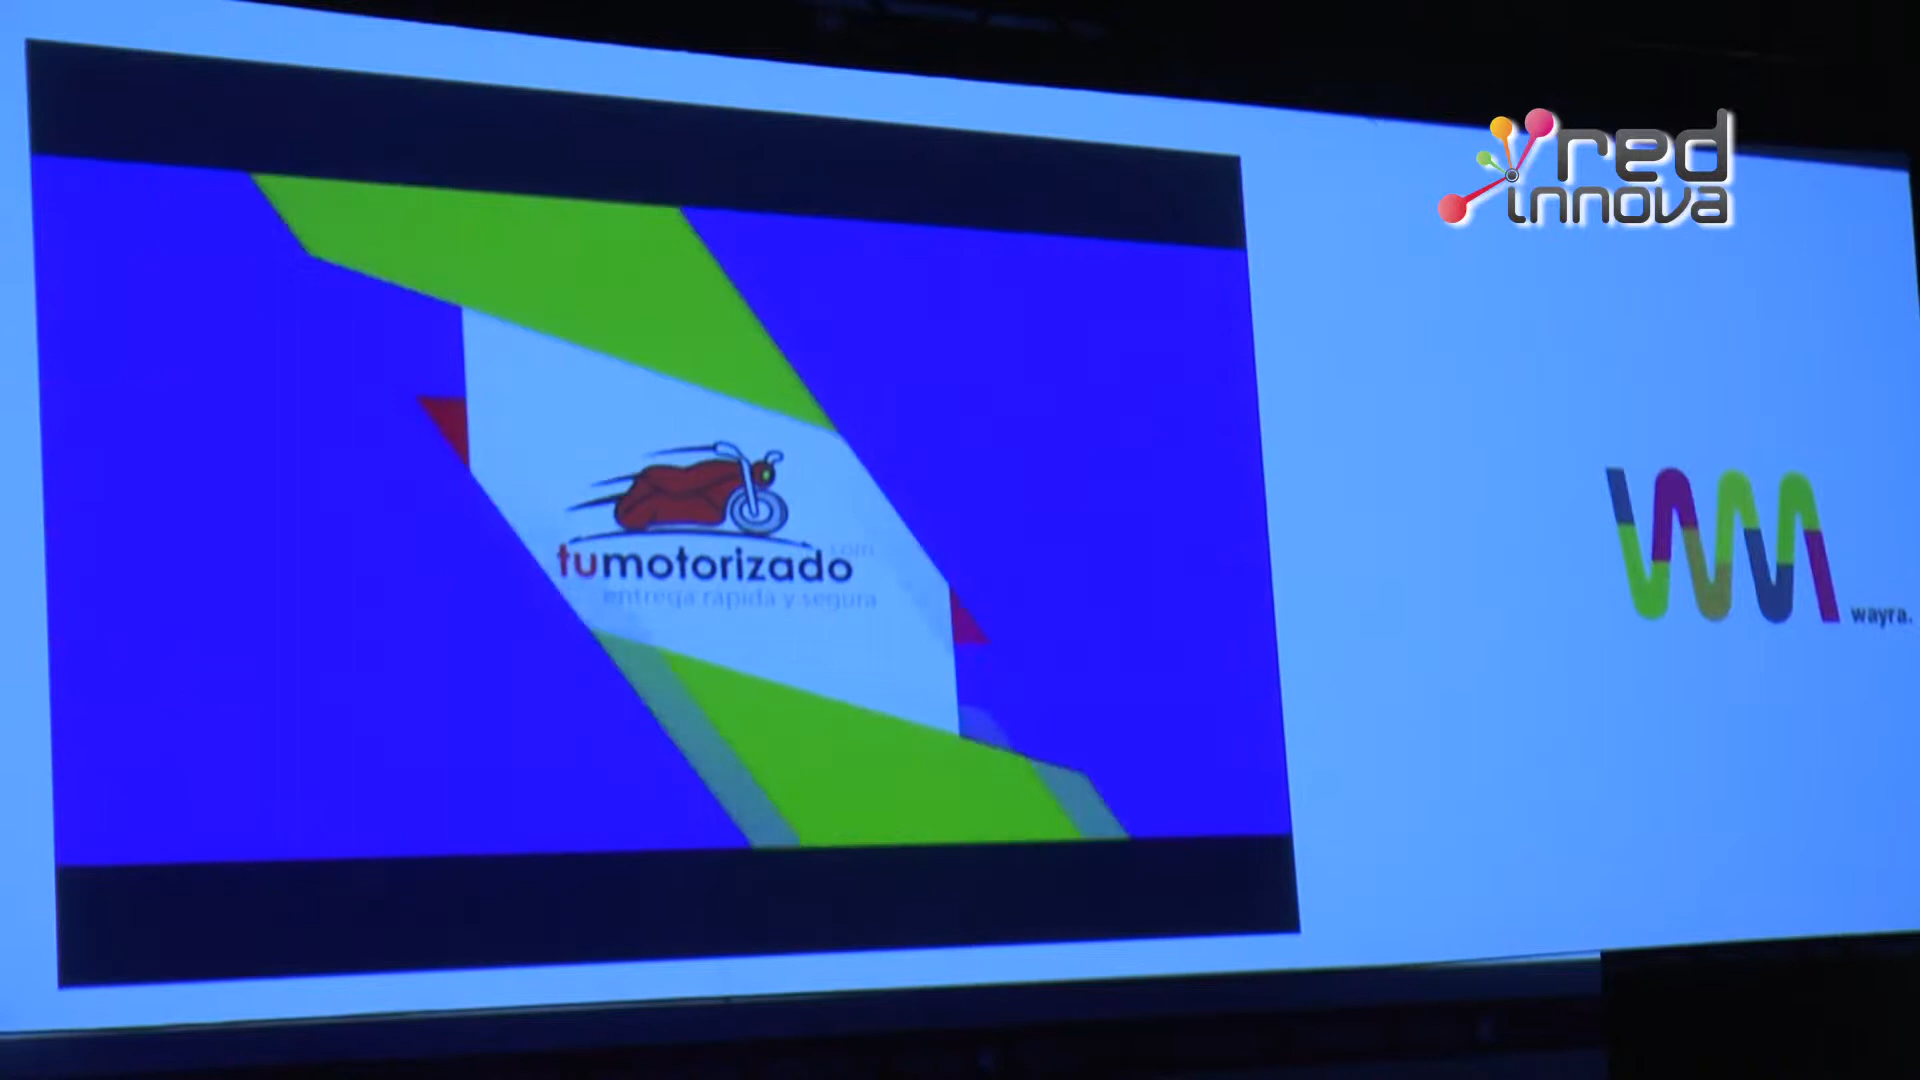 red
innova
.com
tumotorizado
entrega rapida y segura
wayra.